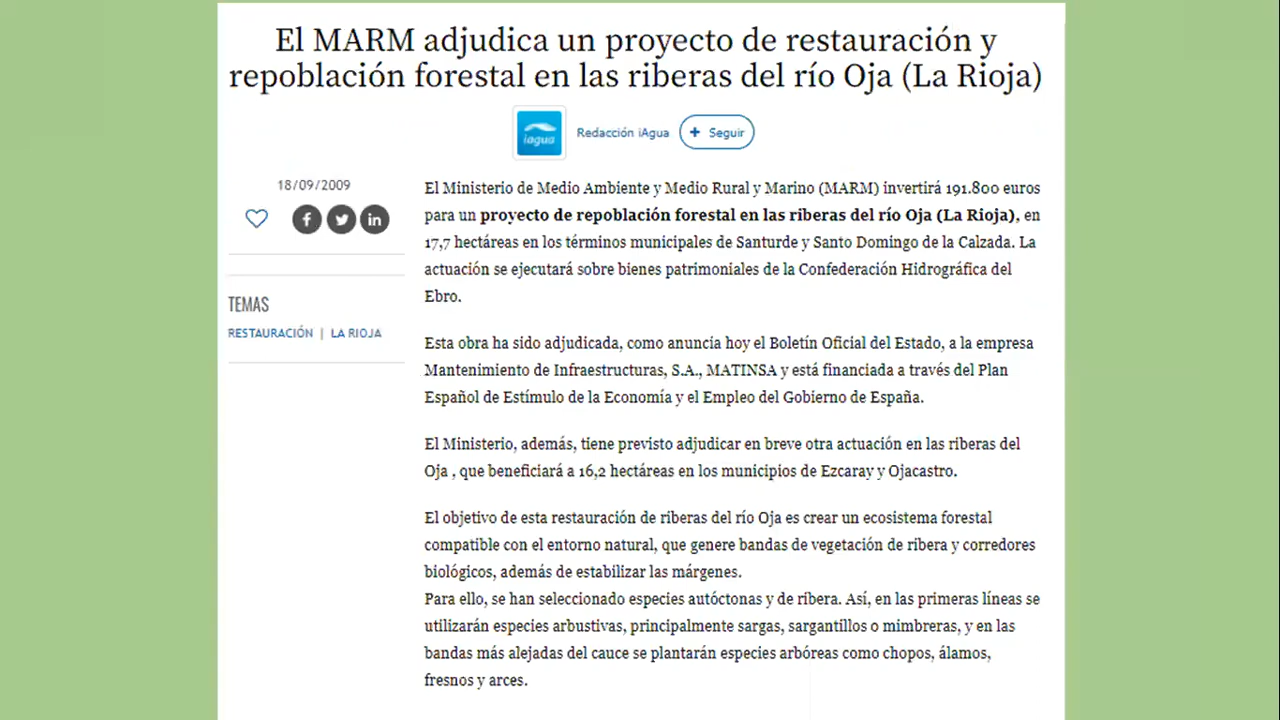 El MARM adjudica un proyecto de restauración y
repoblación forestal en las riberas del río Oja (La Rioja)
iagua
Redacción iAgua
+ Seguir
18/09/2009
TEMAS
RESTAURACIÓN | LA RIOJA
El Ministerio de Medio Ambiente y Medio Rural y Marino (MARM) invertirá 191.800 euros
para un proyecto de repoblación forestal en las riberas del río Oja (La Rioja), en
17,7 hectáreas en los términos municipales de Santurde y Santo Domingo de la Calzada. La
actuación se ejecutará sobre bienes patrimoniales de la Confederación Hidrográfica del
Ebro.
Esta obra ha sido adjudicada, como anuncia hoy el Boletín Oficial del Estado, a la empresa
Mantenimiento de Infraestructuras, S.A., MATINSA y está financiada a través del Plan
Español de Estímulo de la Economía y el Empleo del Gobierno de España.
El Ministerio, además, tiene previsto adjudicar en breve otra actuación en las riberas del
Oja , que beneficiará a 16,2 hectáreas en los municipios de Ezcaray y Ojacastro.
El objetivo de esta restauración de riberas del río Oja es crear un ecosistema forestal
compatible con el entorno natural, que genere bandas de vegetación de ribera y corredores
biológicos, además de estabilizar las márgenes.
Para ello, se han seleccionado especies autóctonas y de ribera. Así, en las primeras líneas se
utilizarán especies arbustivas, principalmente sargas, sargantillos o mimbreras, y en las
bandas más alejadas del cauce se plantarán especies arbóreas como chopos, álamos,
fresnos y arces.